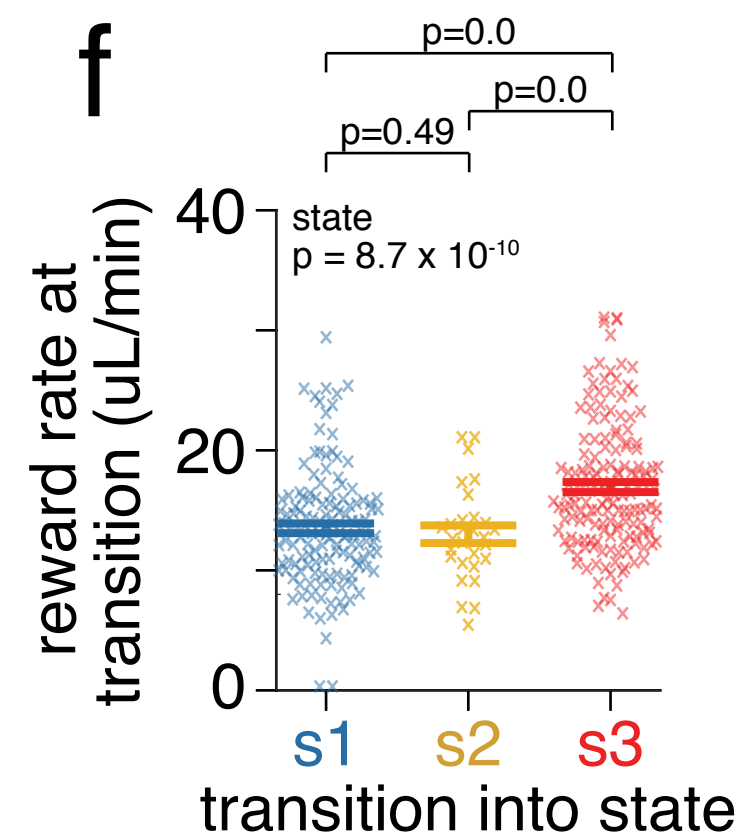 f
p=0.0
p=0.0
p=0.49
state
p = 8.7 x 10⁻¹⁰
reward rate at
transition (uL/min)
40
20
0
s1 s2 s3
transition into state